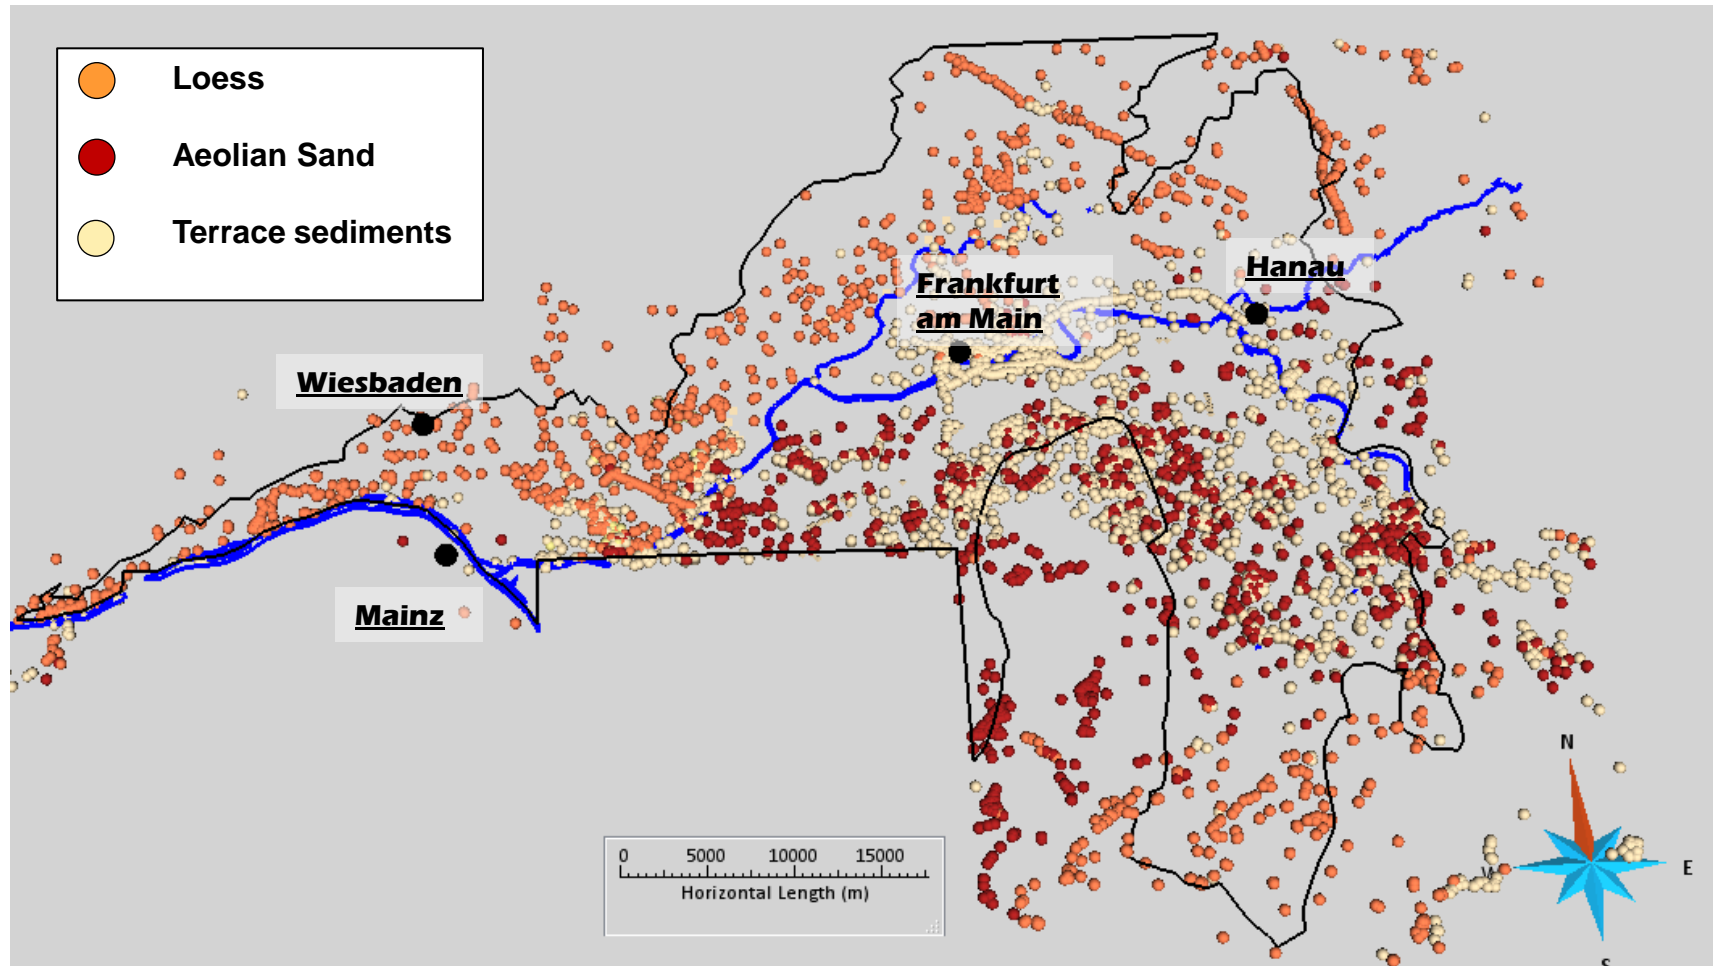 Loess
Aeolian Sand
Terrace sediments
Hanau
Frankfurt
am Main
Wiesbaden
Mainz
N
W
E
S
0 5000 10000 15000
Horizontal Length (m)